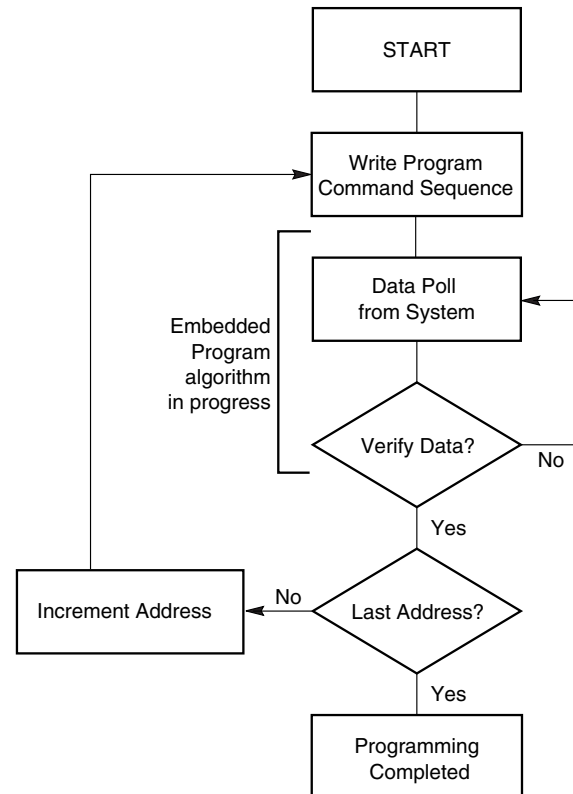 START
Write Program
Command Sequence
Data Poll
from System
Embedded
Program
algorithm
in progress
Verify Data?
No
Yes
Last Address?
No
Increment Address
Yes
Programming
Completed